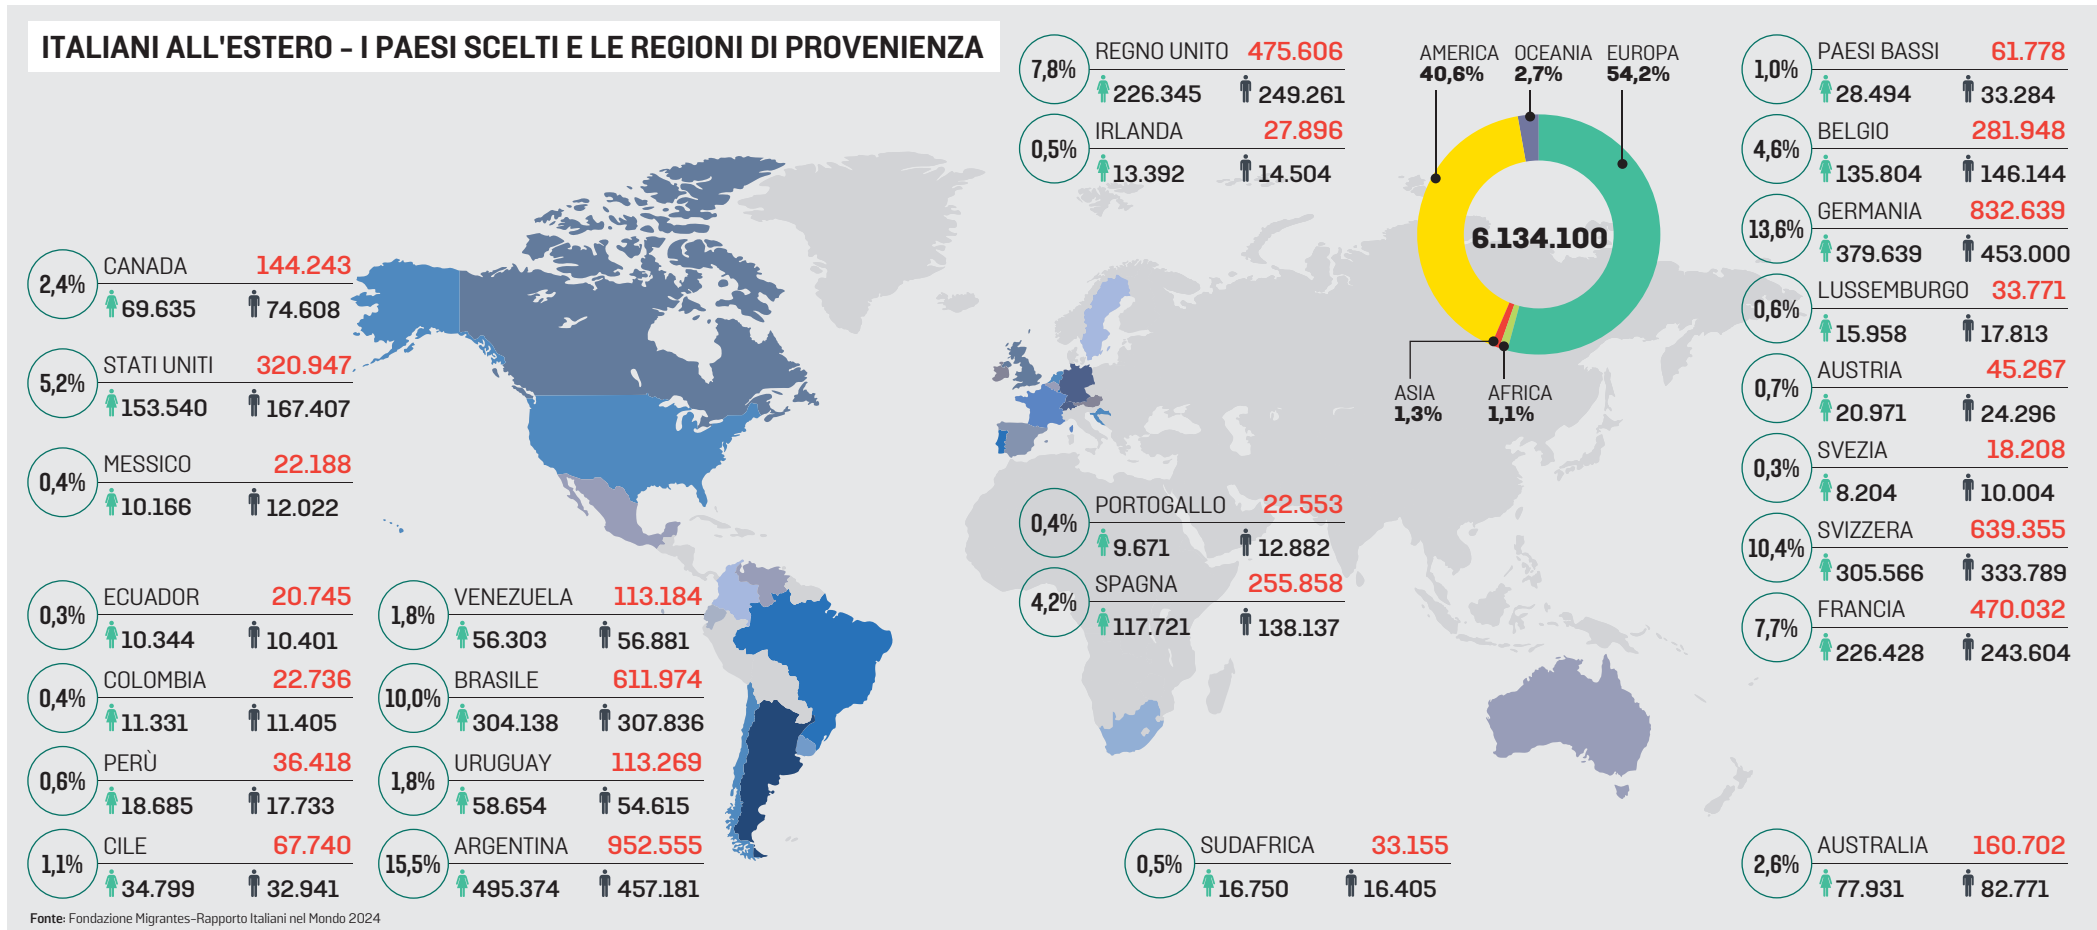 ITALIANI ALL'ESTERO – I PAESI SCELTI E LE REGIONI DI PROVENIENZA
7,8%
REGNO UNITO 475.606
226.345 249.261
0,5%
IRLANDA 27.896
13.392 14.504
AMERICA OCEANIA EUROPA
40,6% 2,7% 54,2%
6.134.100
ASIA AFRICA
1,3% 1,1%
1,0%
PAESI BASSI 61.778
28.494 33.284
4,6%
BELGIO 281.948
135.804 146.144
13,6%
GERMANIA 832.639
379.639 453.000
0,6%
LUSSEMBURGO 33.771
15.958 17.813
0,7%
AUSTRIA 45.267
20.971 24.296
0,3%
SVEZIA 18.208
8.204 10.004
10,4%
SVIZZERA 639.355
305.566 333.789
7,7%
FRANCIA 470.032
226.428 243.604
2,4%
CANADA 144.243
69.635 74.608
5,2%
STATI UNITI 320.947
153.540 167.407
0,4%
MESSICO 22.188
10.166 12.022
0,4%
PORTOGALLO 22.553
9.671 12.882
4,2%
SPAGNA 255.858
117.721 138.137
0,3%
ECUADOR 20.745
10.344 10.401
0,4%
COLOMBIA 22.736
11.331 11.405
0,6%
PERÙ 36.418
18.685 17.733
1,1%
CILE 67.740
34.799 32.941
1,8%
VENEZUELA 113.184
56.303 56.881
10,0%
BRASILE 611.974
304.138 307.836
1,8%
URUGUAY 113.269
58.654 54.615
15,5%
ARGENTINA 952.555
495.374 457.181
0,5%
SUDAFRICA 33.155
16.750 16.405
2,6%
AUSTRALIA 160.702
77.931 82.771
Fonte: Fondazione Migrantes-Rapporto Italiani nel Mondo 2024